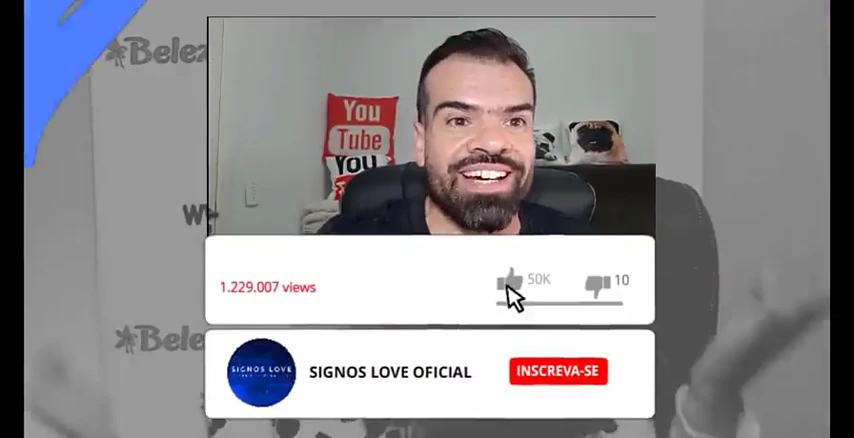 You
Tube
YOU
1.229.007 views
50K
10
SIGNOS LOVE
SIGNOS LOVE OFICIAL
INSCREVA-SE